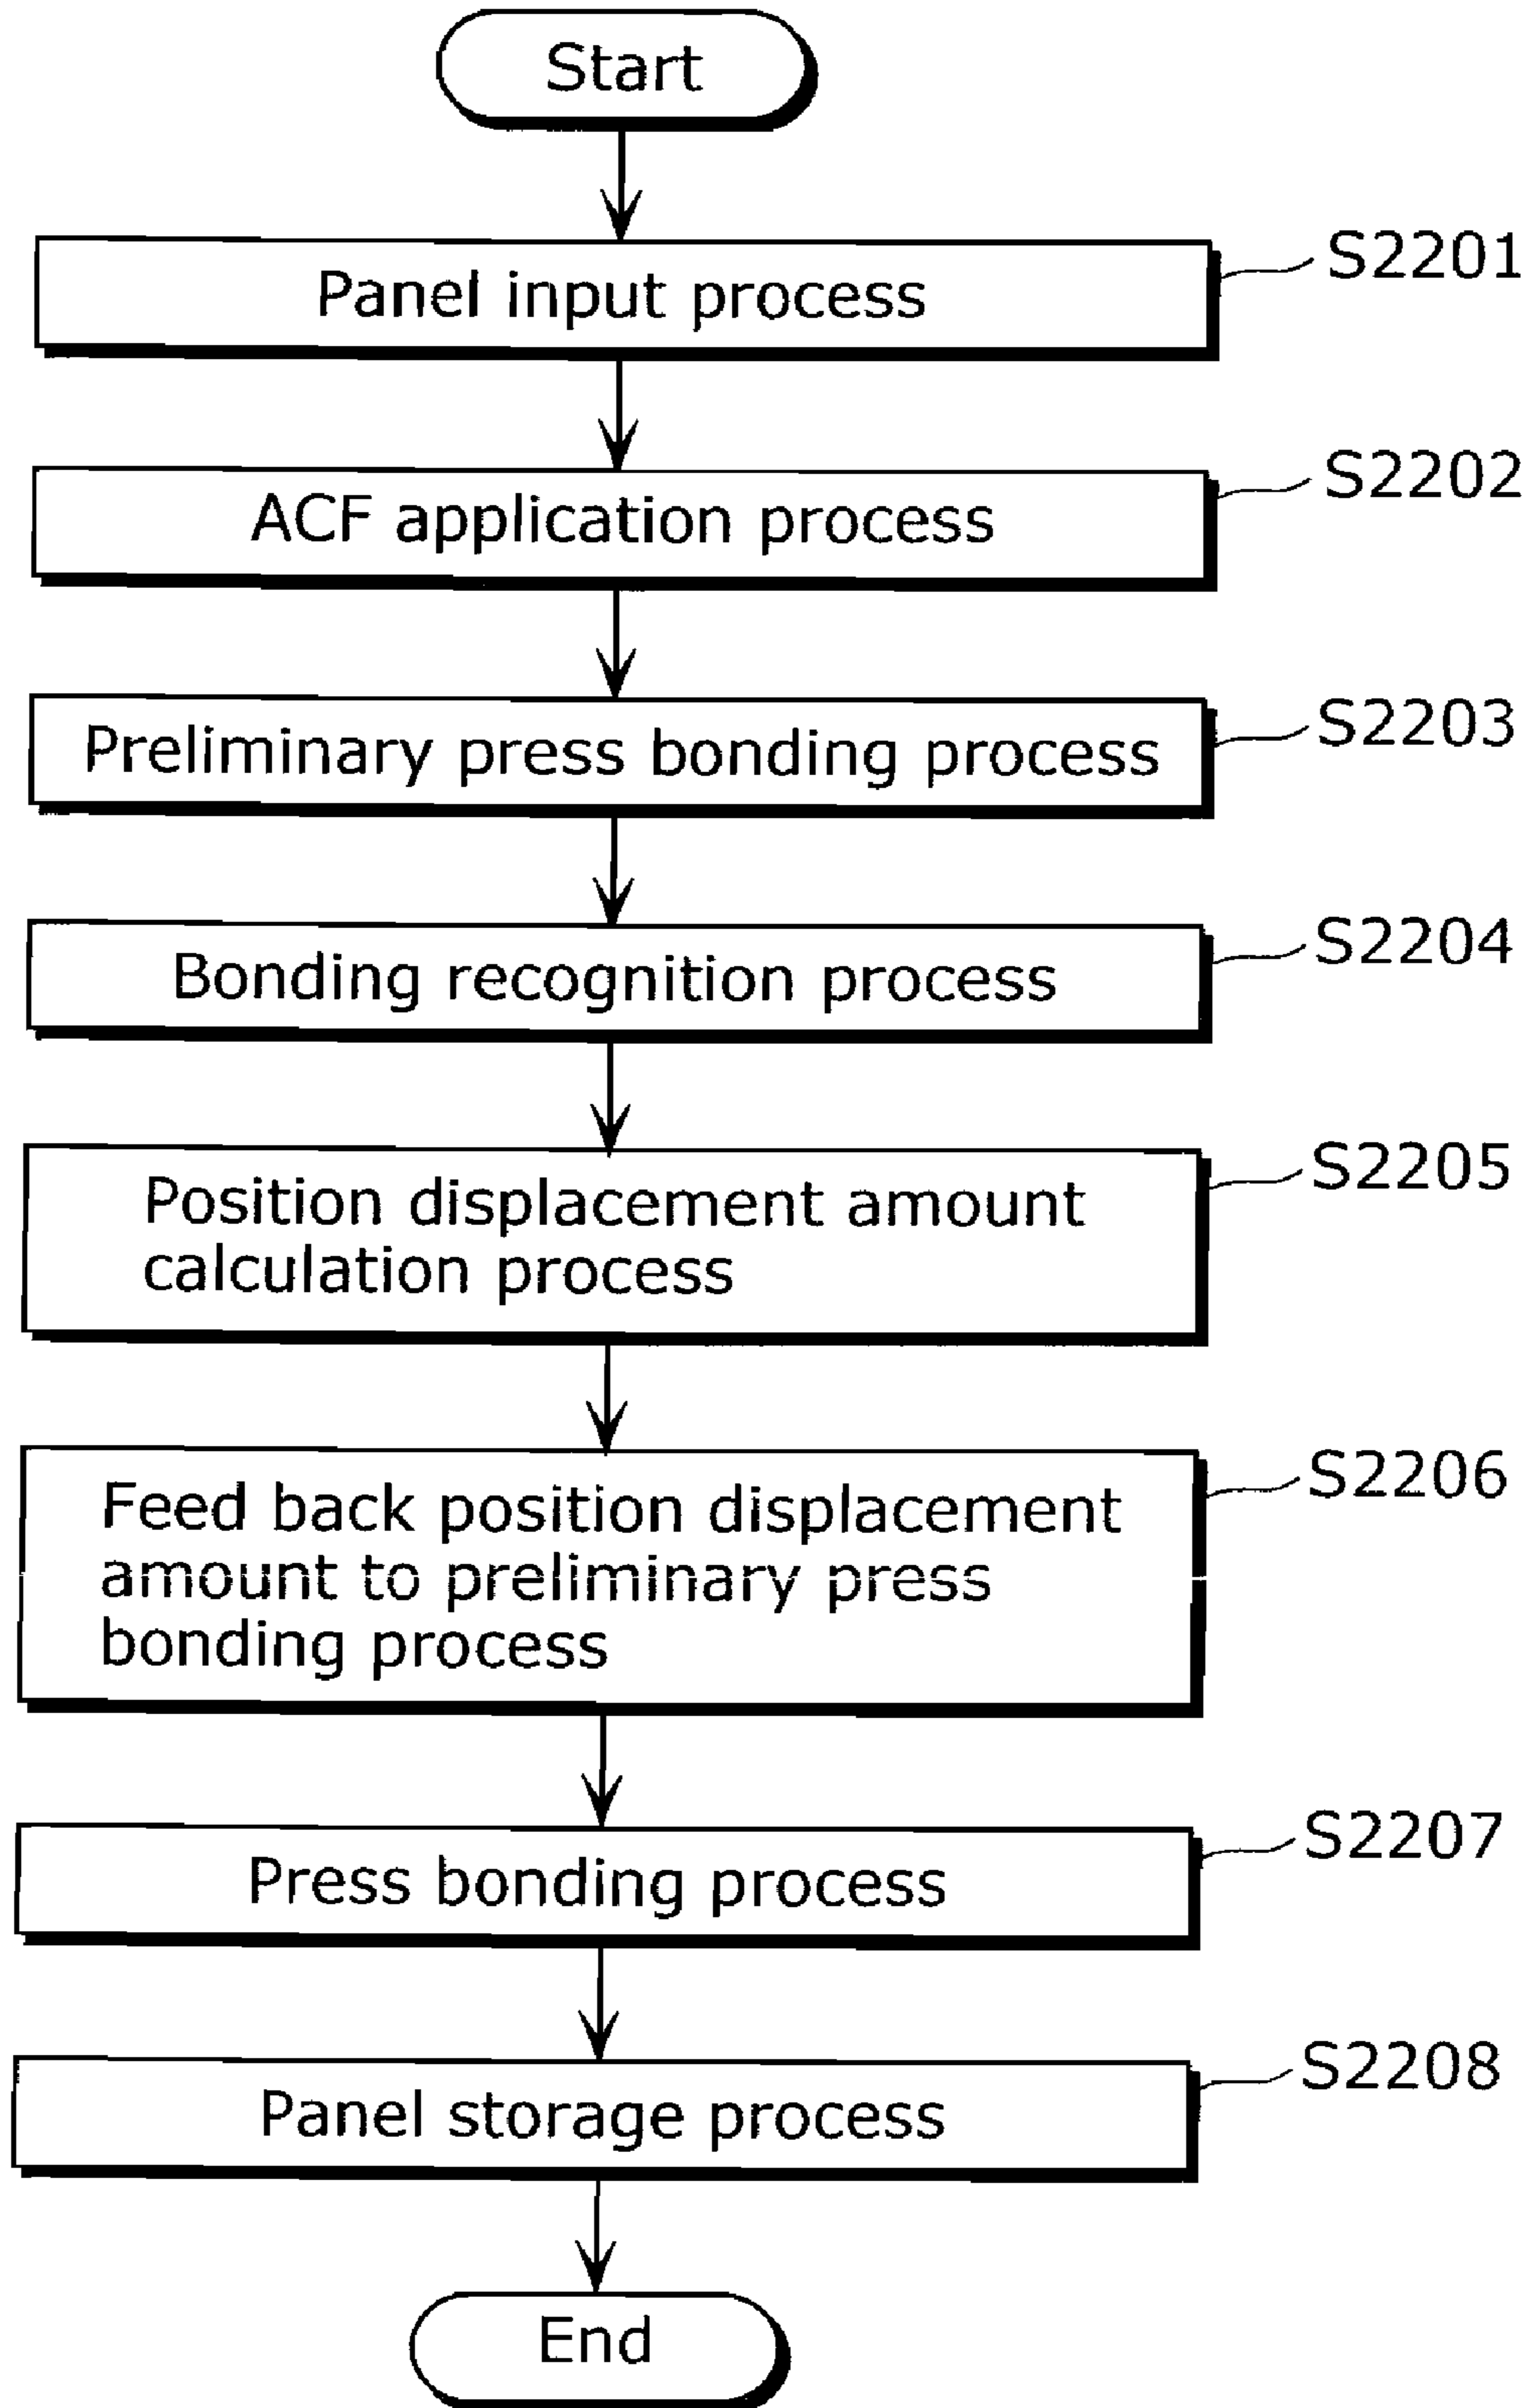 Start
Panel input process
S2201
ACF application process
S2202
Preliminary press bonding process
S2203
Bonding recognition process
S2204
Position displacement amount
calculation process
S2205
Feed back position displacement
amount to preliminary press
bonding process
S2206
Press bonding process
S2207
Panel storage process
S2208
End